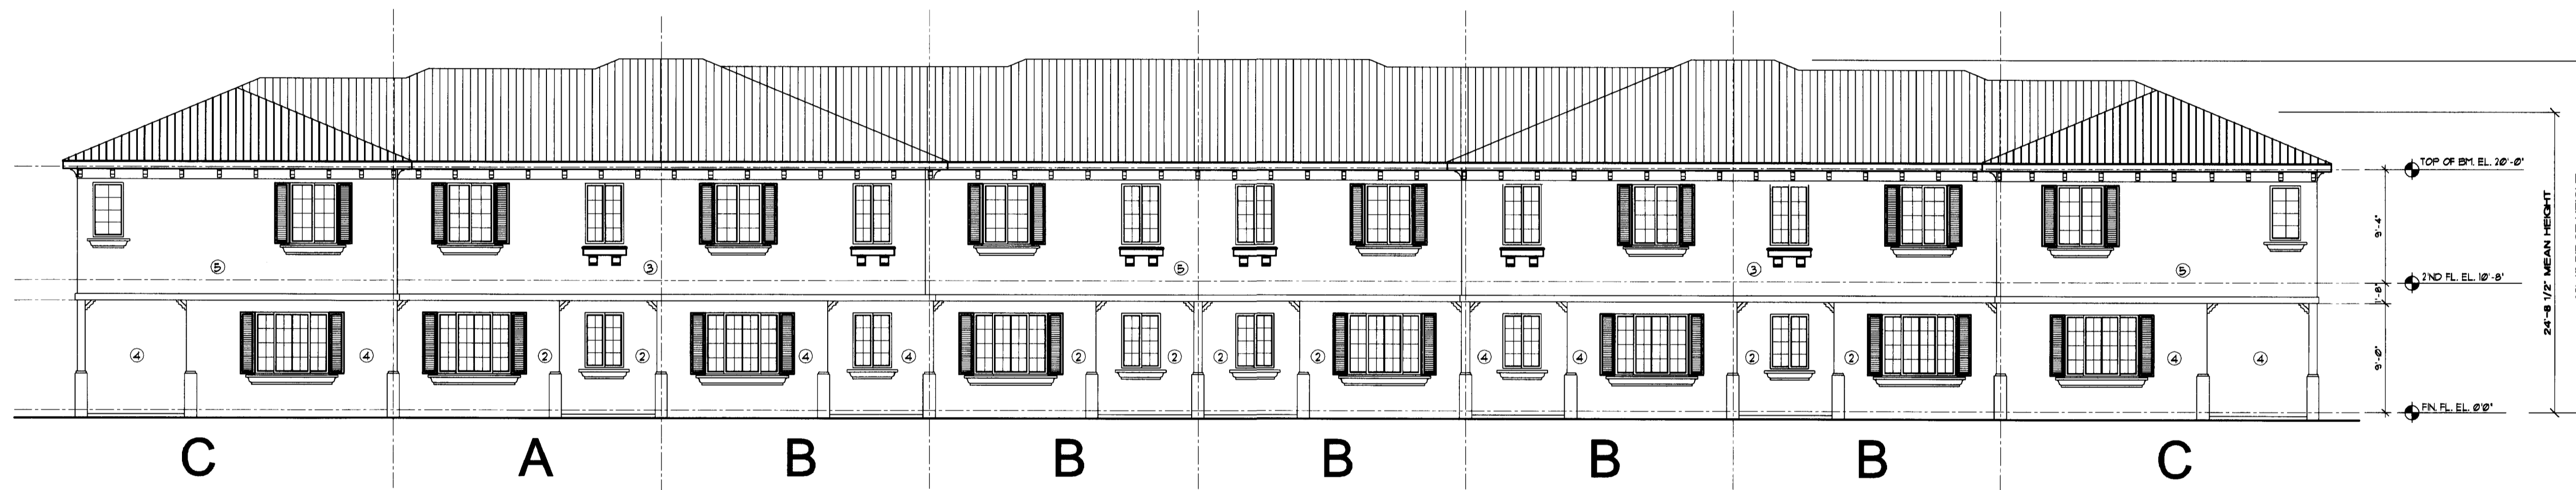 TOP OF BM. EL. 20'-0"
9'-4"
24'-8 1/2" MEAN HEIGHT
5 3 5 3 5
2'ND FL. EL. 10'-8"
1'-8"
4 4 2 2 4 4 2 2 2 2 4 4 2 2 4 4
9'-0"
FIN. FL. EL. 0'0"
C A B B B B B C